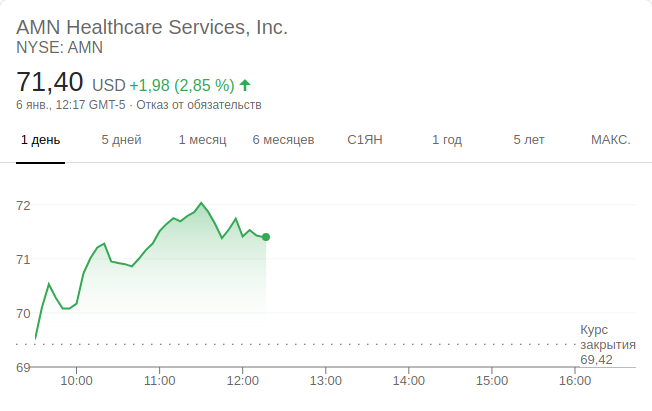 AMN Healthcare Services, Inc.
NYSE: AMN
71,40 USD +1,98 (2,85 %)
6 янв., 12:17 GMT-5 · Отказ от обязательств
1 день 5 дней 1 месяц 6 месяцев С1ЯН 1 год 5 лет МАКС.
72
71
70
Курс
закрытия
69,42
69
10:00 11:00 12:00 13:00 14:00 15:00 16:00